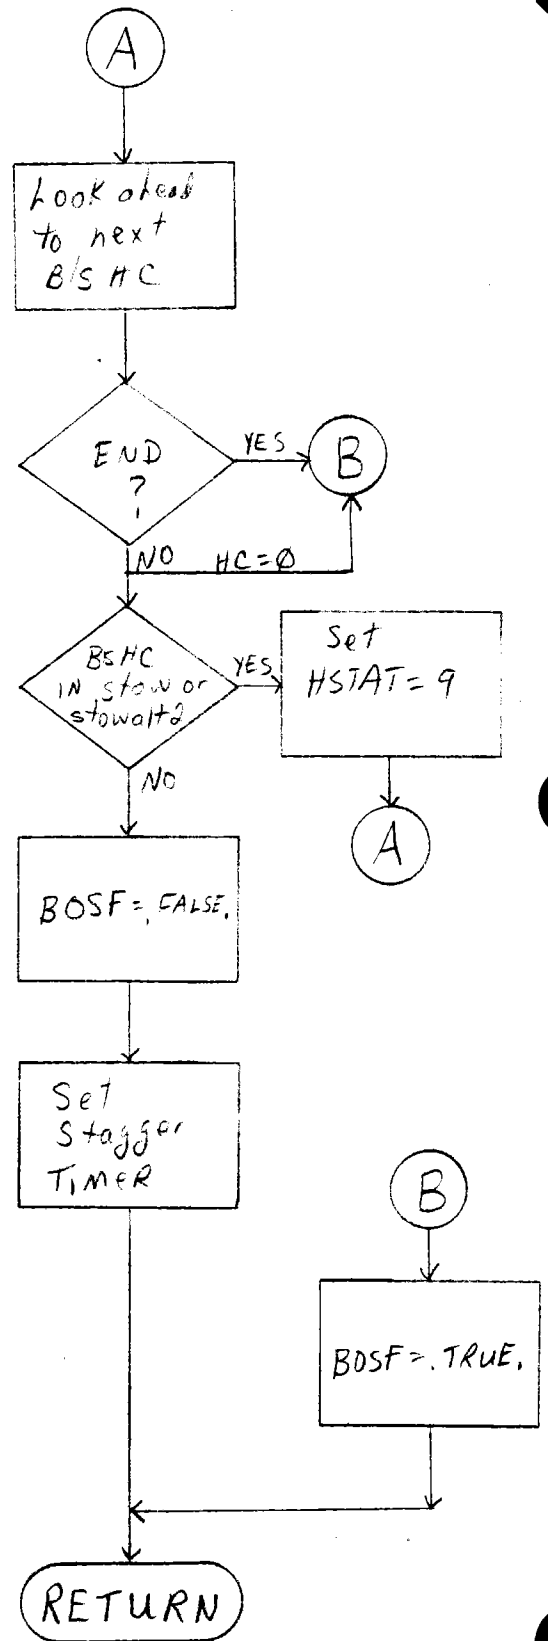 A
Look ahead
to next
B/S HC
END
?
YES
B
NO HC=Ø
BSHC
IN stow or
stowalt2
YES
Set
HSTAT=9
A
NO
BOSF=.FALSE.
Set
Stagger
TIMER
B
BOSF=.TRUE.
RETURN